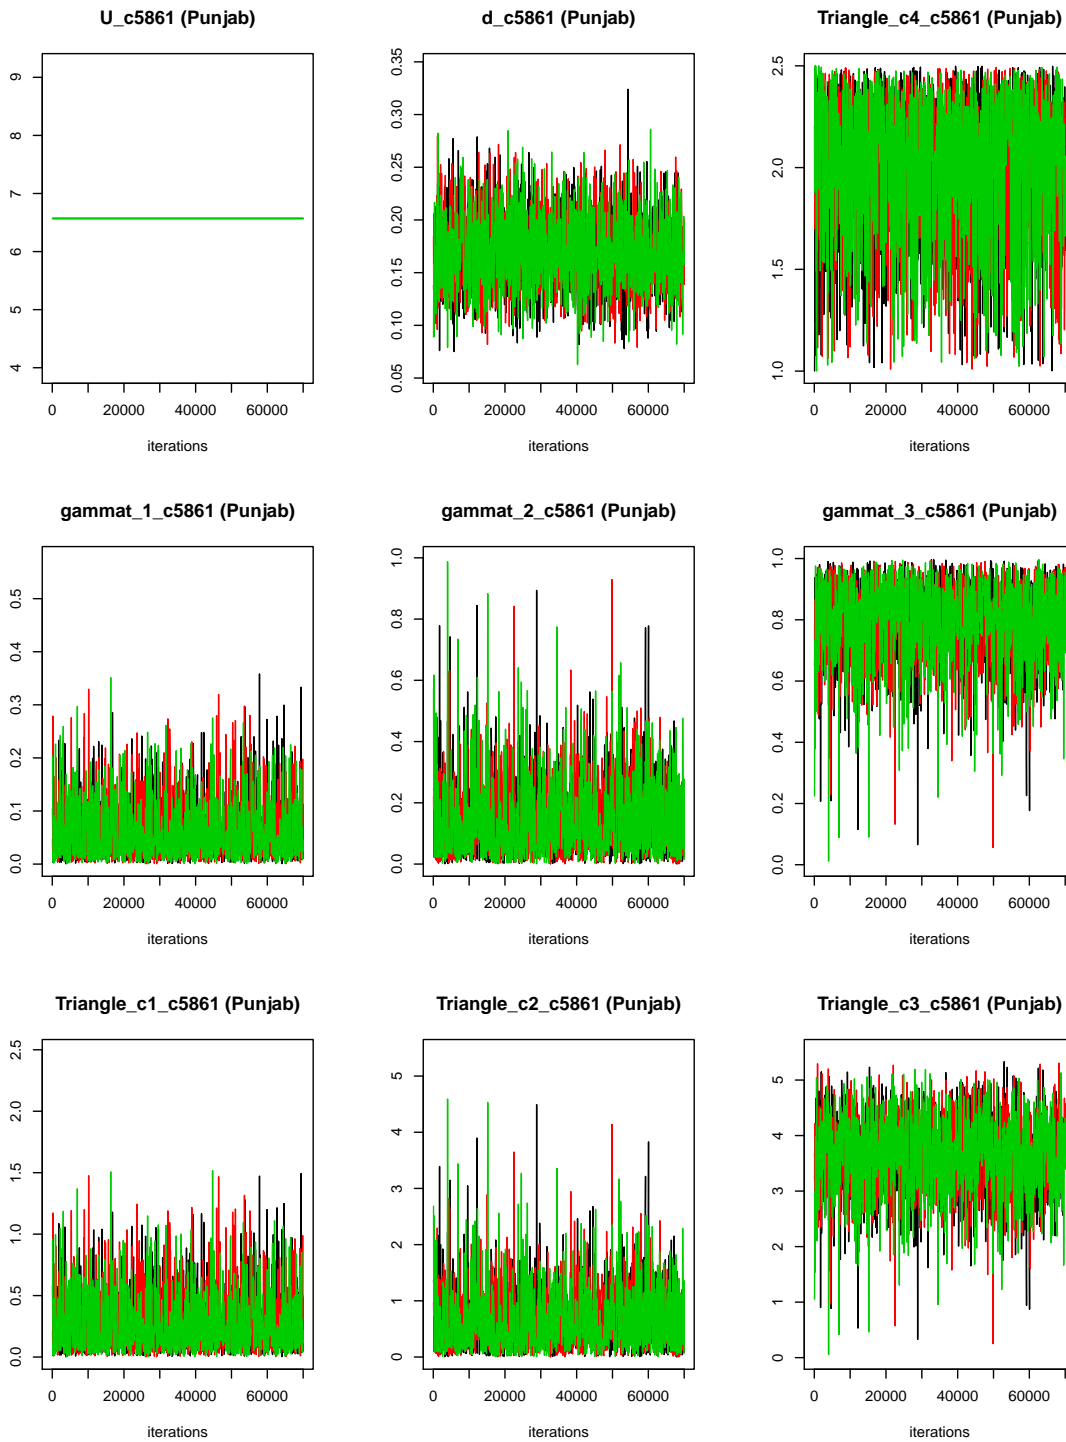 U_c5861 (Punjab) d_c5861 (Punjab) Triangle_c4_c5861 (Punjab)
9
8
7
6
5
4
0 20000 40000 60000
iterations
0.35
0.30
0.25
0.20
0.15
0.10
0.05
0 20000 40000 60000
iterations
2.5
2.0
1.5
1.0
0 20000 40000 60000
iterations
gammat_1_c5861 (Punjab) gammat_2_c5861 (Punjab) gammat_3_c5861 (Punjab)
0.5
0.4
0.3
0.2
0.1
0.0
0 20000 40000 60000
iterations
1.0
0.8
0.6
0.4
0.2
0.0
0 20000 40000 60000
iterations
1.0
0.8
0.6
0.4
0.2
0.0
0 20000 40000 60000
iterations
Triangle_c1_c5861 (Punjab) Triangle_c2_c5861 (Punjab) Triangle_c3_c5861 (Punjab)
2.5
2.0
1.5
1.0
0.5
0.0
0 20000 40000 60000
iterations
5
4
3
2
1
0
0 20000 40000 60000
iterations
5
4
3
2
1
0
0 20000 40000 60000
iterations